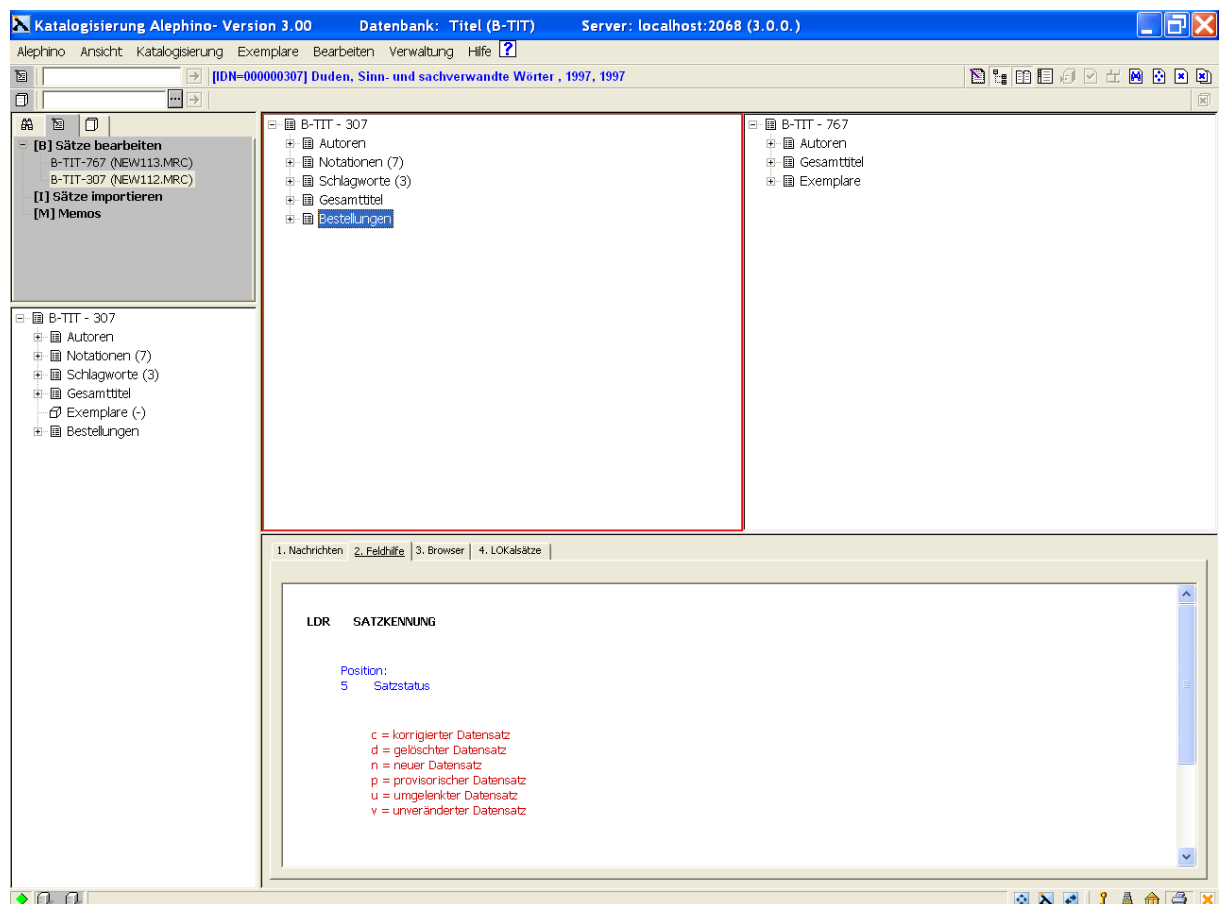 Katalogisierung Alephino- Version 3.00 Datenbank: Titel (B-TIT) Server: localhost:2068 (3.0.0.)
Alephino Ansicht Katalogisierung Exemplare Bearbeiten Verwaltung Hilfe ?
[IDN=000000307] Duden, Sinn- und sachverwandte Wörter , 1997, 1997
[B] Sätze bearbeiten
B-TIT-767 (NEW113.MRC)
B-TIT-307 (NEW112.MRC)
[I] Sätze importieren
[M] Memos
B-TIT - 307
Autoren
Notationen (7)
Schlagworte (3)
Gesamttitel
Exemplare (-)
Bestellungen
B-TIT - 307
Autoren
Notationen (7)
Schlagworte (3)
Gesamttitel
Bestellungen
B-TIT - 767
Autoren
Gesamttitel
Exemplare
1. Nachrichten 2. Feldhilfe 3. Browser 4. LOKalsätze
LDR SATZKENNUNG
Position:
5 Satzstatus
c = korrigierter Datensatz
d = gelöschter Datensatz
n = neuer Datensatz
p = provisorischer Datensatz
u = umgelenkter Datensatz
v = unveränderter Datensatz